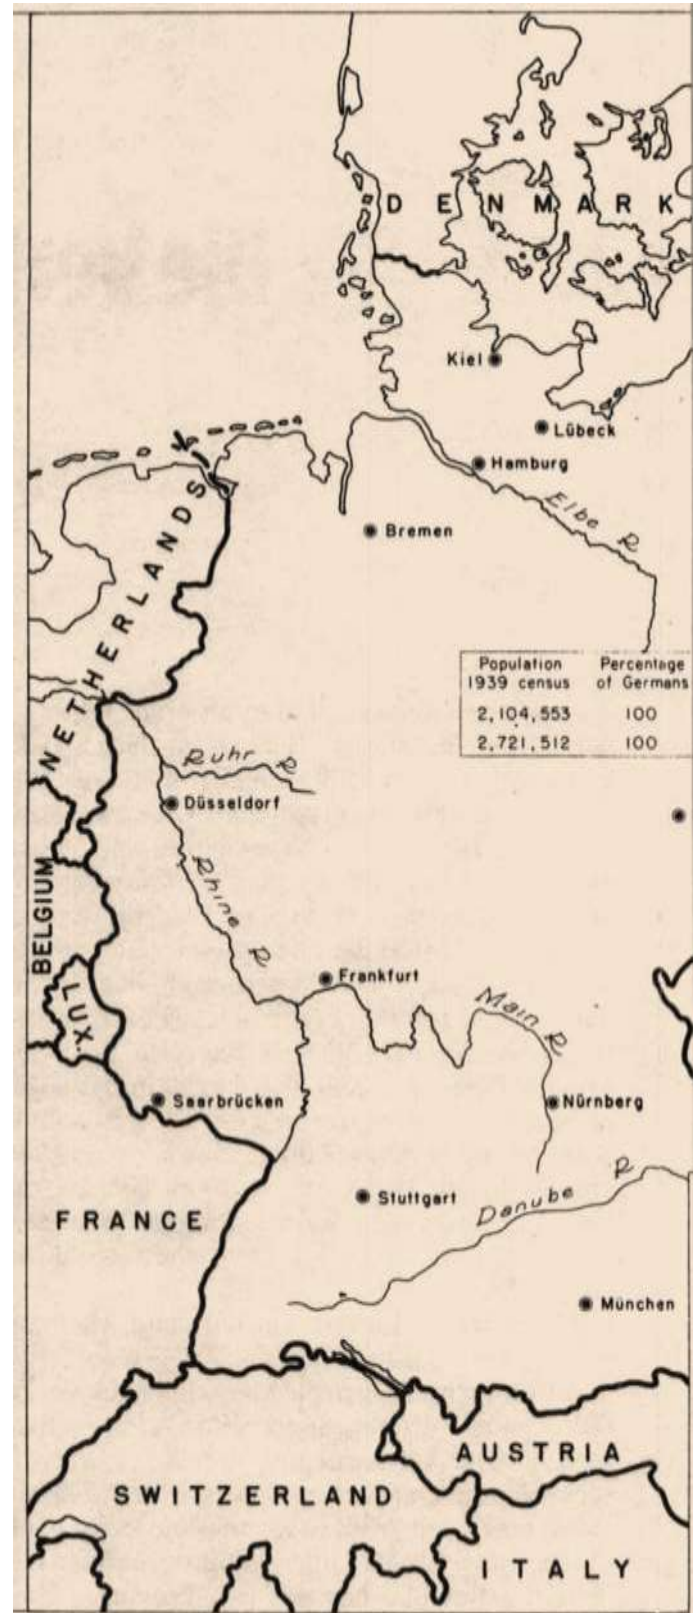 DENMARK
Kiel
Lübeck
Hamburg
Elbe R
Bremen
NETHERLANDS
Population Percentage
1939 census of Germans
2,104,553 100
2,721,512 100
Ruhr R
Düsseldorf
Rhine R
BELGIUM
Frankfurt
LUX.
Main R
Saarbrücken
Nürnberg
Stuttgart
Danube R
FRANCE
München
AUSTRIA
SWITZERLAND
ITALY